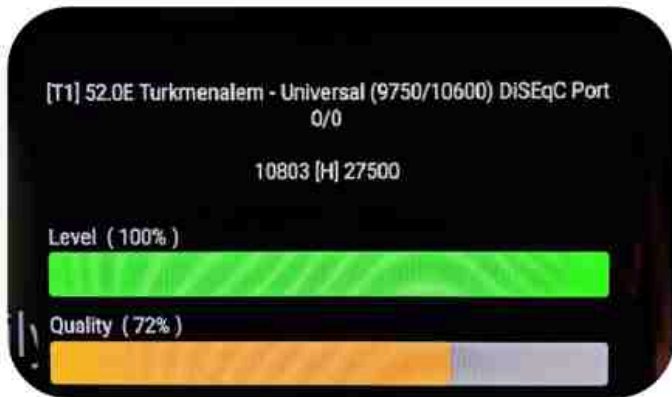 [T1] 52.0E Turkmenalem - Universal (9750/10600) DiSEqC Port
0/0
10803 [H] 27500
Level ( 100% )
Quality ( 72% )